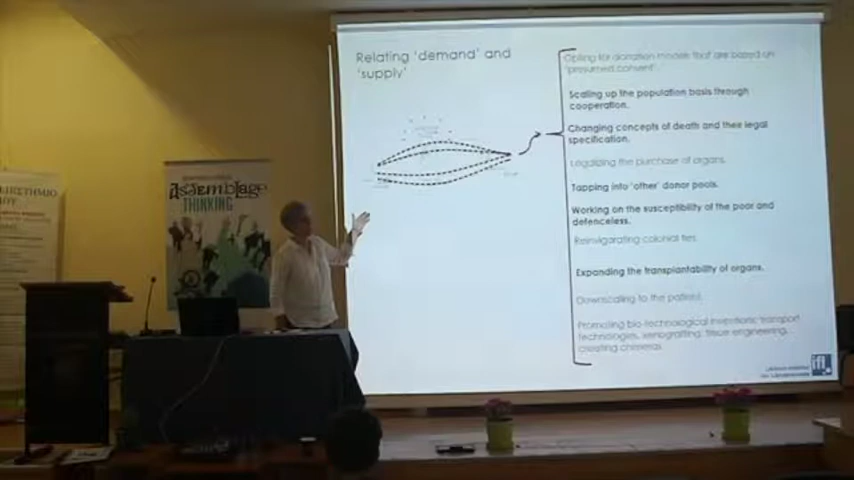 Relating 'demand' and
'supply'
Opting for donation models that are based on
'presumed consent'.
Scaling up the population basis through
cooperation.
Changing concepts of death and their legal
specification.
Legalizing the purchase of organs.
Tapping into 'other' donor pools.
Working on the susceptibility of the poor and
defenceless.
Reinvigorating colonial ties.
Expanding the transplantability of organs.
Downscaling to the patient.
Promoting bio-technological inventions: transport
technologies, xenografting, tissue engineering,
creating chimeras.
ifl
assemblage
THINKING